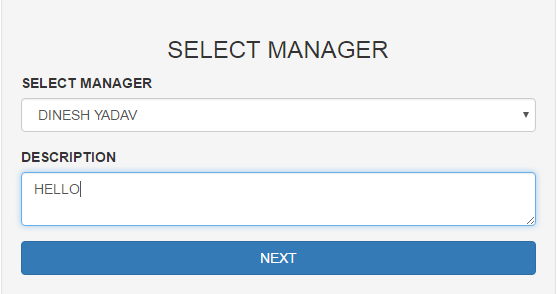 SELECT MANAGER
SELECT MANAGER
DINESH YADAV
DESCRIPTION
HELLO
NEXT